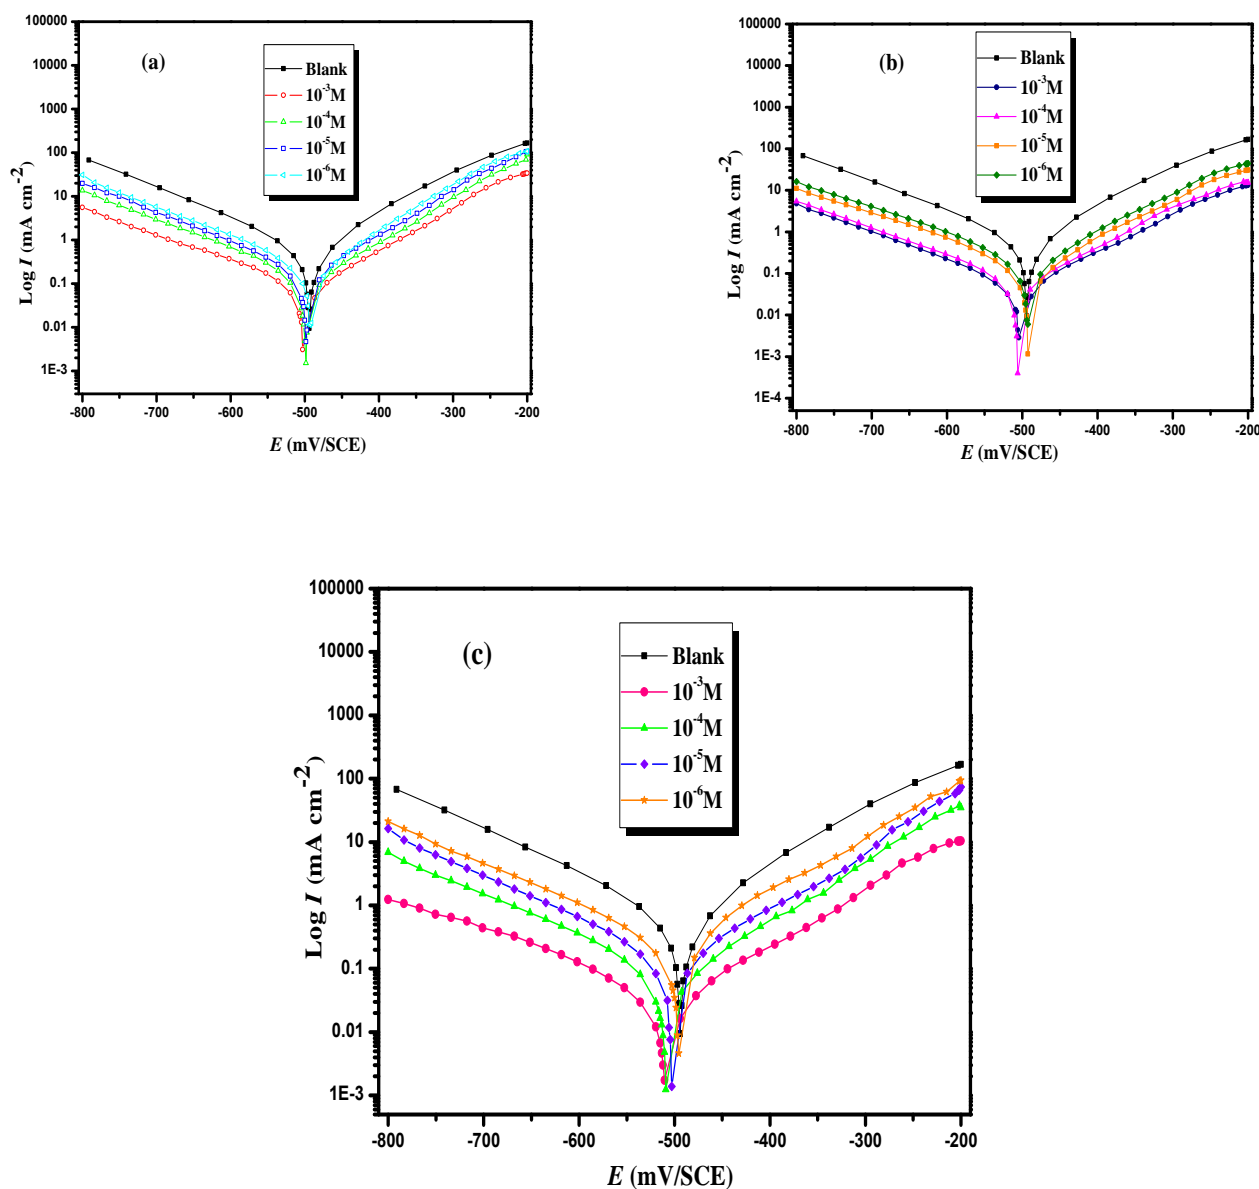 (a)
Blank
10⁻³M
10⁻⁴M
10⁻⁵M
10⁻⁶M
100000
10000
1000
100
10
1
0.1
0.01
1E-3
-800 -700 -600 -500 -400 -300 -200
Log I (mA cm⁻²)
E (mV/SCE)
(b)
Blank
10⁻³M
10⁻⁴M
10⁻⁵M
10⁻⁶M
100000
10000
1000
100
10
1
0.1
0.01
1E-3
1E-4
-800 -700 -600 -500 -400 -300 -200
Log I (mA cm⁻²)
E (mV/SCE)
(c)
Blank
10⁻³M
10⁻⁴M
10⁻⁵M
10⁻⁶M
100000
10000
1000
100
10
1
0.1
0.01
1E-3
-800 -700 -600 -500 -400 -300 -200
Log I (mA cm⁻²)
E (mV/SCE)